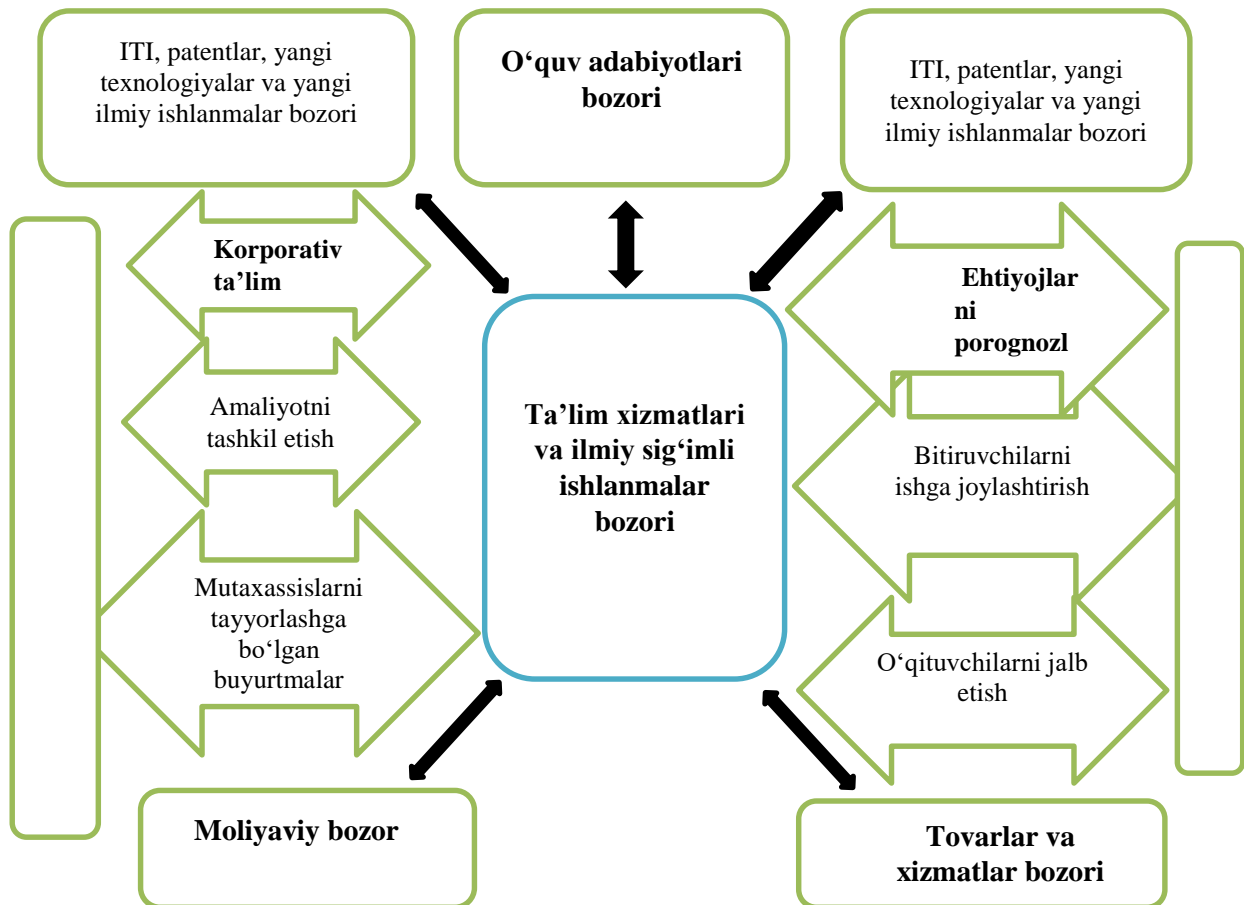 ITI, patentlar, yangi
texnologiyalar va yangi
ilmiy ishlanmalar bozori
O‘quv adabiyotlari
bozori
ITI, patentlar, yangi
texnologiyalar va yangi
ilmiy ishlanmalar bozori
Korporativ
ta’lim
Amaliyotni
tashkil etish
Mutaxassislarni
tayyorlashga
bo‘lgan
buyurtmalar
Ta’lim xizmatlari
va ilmiy sig‘imli
ishlanmalar
bozori
Ehtiyojlar
ni
porognozl
Bitiruvchilarni
ishga joylashtirish
O‘qituvchilarni jalb
etish
Moliyaviy bozor
Tovarlar va
xizmatlar bozori